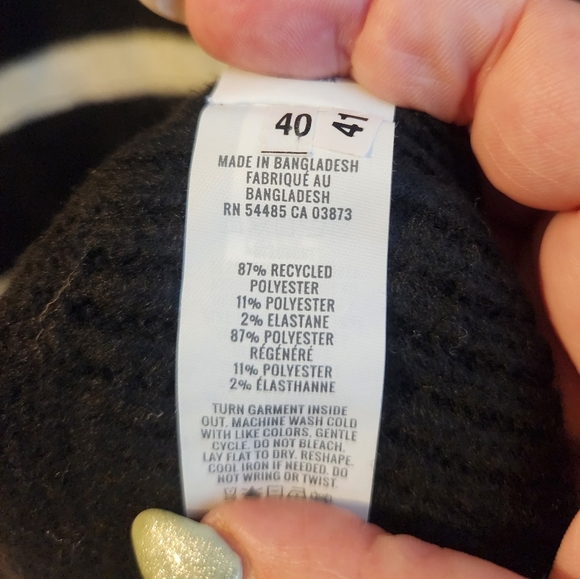 40 41
MADE IN BANGLADESH
FABRIQUÉ AU
BANGLADESH
RN 54485 CA 03873
87% RECYCLED
POLYESTER
11% POLYESTER
2% ELASTANE
87% POLYESTER
RÉGÉNÉRÉ
11% POLYESTER
2% ÉLASTHANNE
TURN GARMENT INSIDE
OUT. MACHINE WASH COLD
WITH LIKE COLORS, GENTLE
CYCLE. DO NOT BLEACH.
LAY FLAT TO DRY. RESHAPE.
COOL IRON IF NEEDED. DO
NOT WRING OR TWIST.